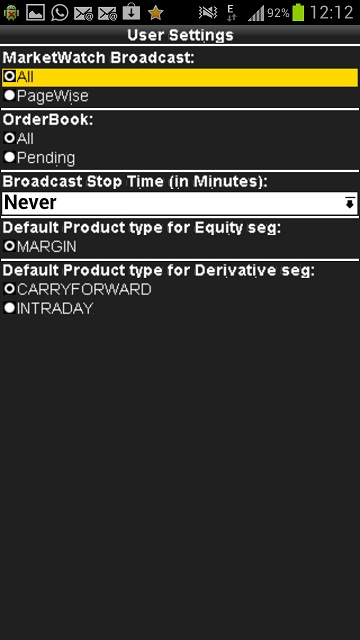 E
92%
12:12
User Settings
MarketWatch Broadcast:
All
PageWise
OrderBook:
All
Pending
Broadcast Stop Time (in Minutes):
Never
Default Product type for Equity seg:
MARGIN
Default Product type for Derivative seg:
CARRYFORWARD
INTRADAY